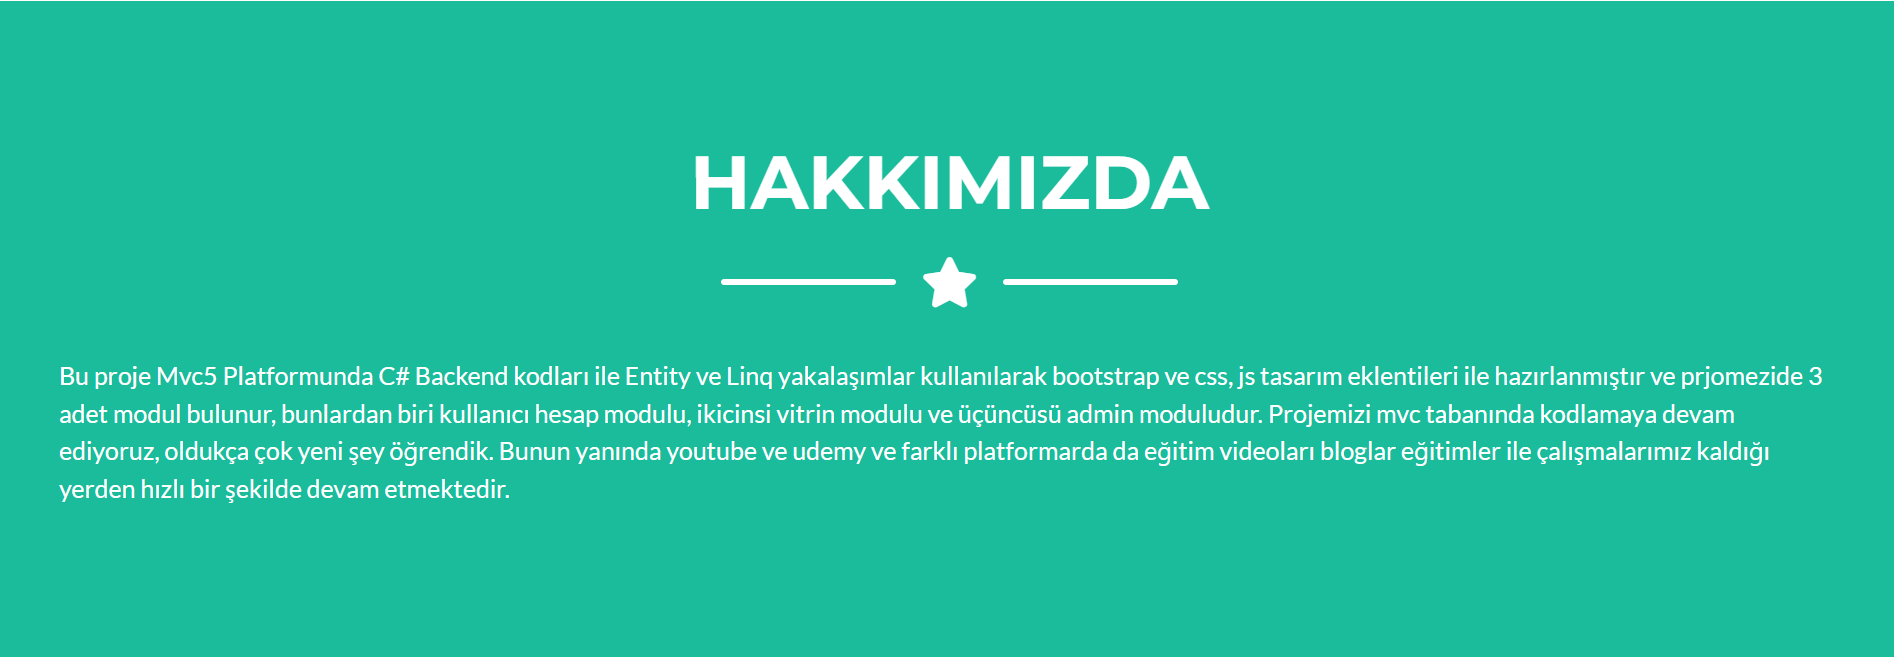 HAKKIMIZDA
Bu proje Mvc5 Platformunda C# Backend kodları ile Entity ve Linq yakalaşımlar kullanılarak bootstrap ve css, js tasarım eklentileri ile hazırlanmıştır ve prjomezide 3
adet modul bulunur, bunlardan biri kullanıcı hesap modulu, ikicinsi vitrin modulu ve üçüncüsü admin moduludur. Projemizi mvc tabanında kodlamaya devam
ediyoruz, oldukça çok yeni şey öğrendik. Bunun yanında youtube ve udemy ve farklı platformarda da eğitim videoları bloglar eğitimler ile çalışmalarımız kaldığı
yerden hızlı bir şekilde devam etmektedir.